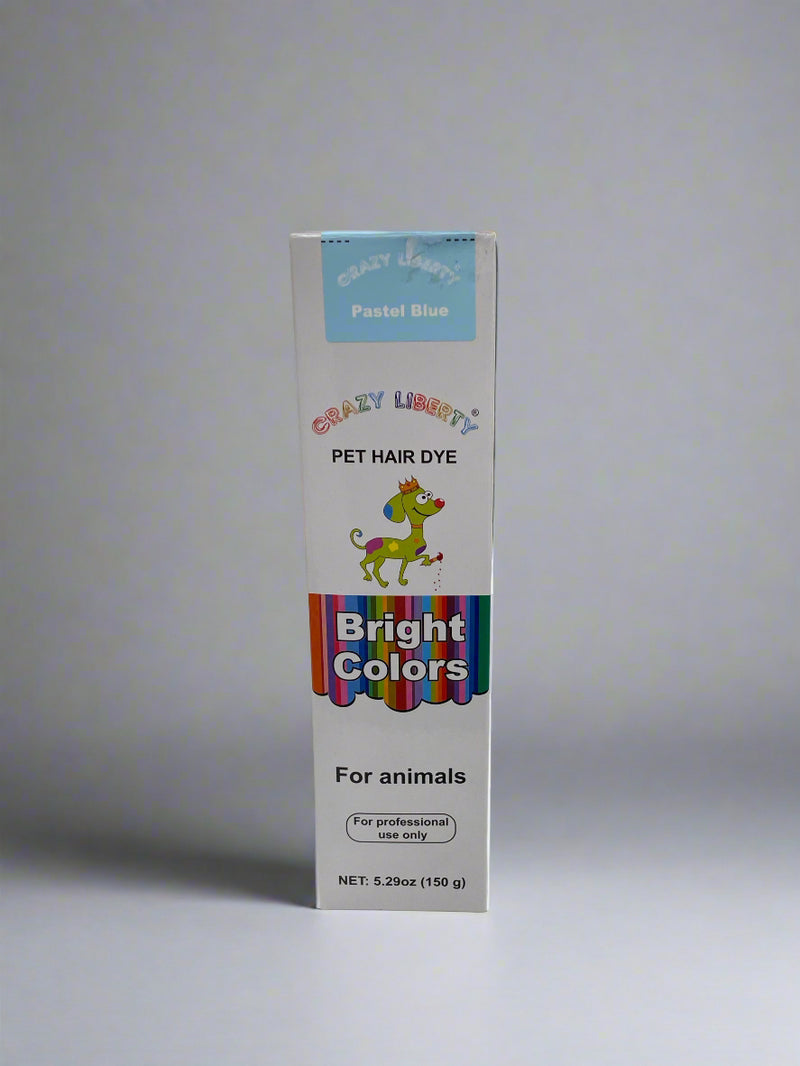 CRAZY LIBERTY
Pastel Blue
CRAZY LIBERTY®
PET HAIR DYE
Bright
Colors
For animals
For professional
use only
NET: 5.29oz (150 g)